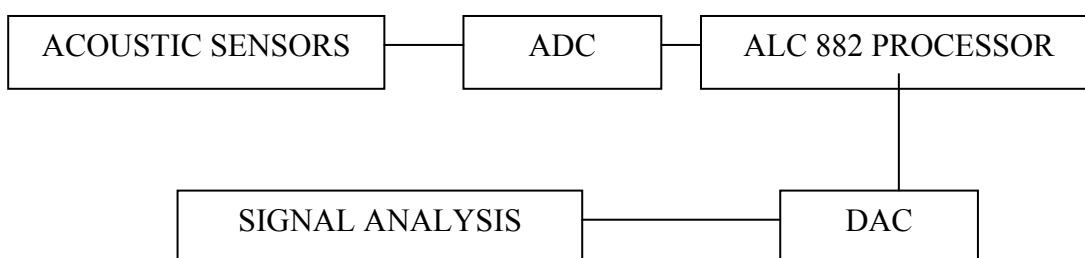 ACOUSTIC SENSORS
ADC
ALC 882 PROCESSOR
SIGNAL ANALYSIS
DAC